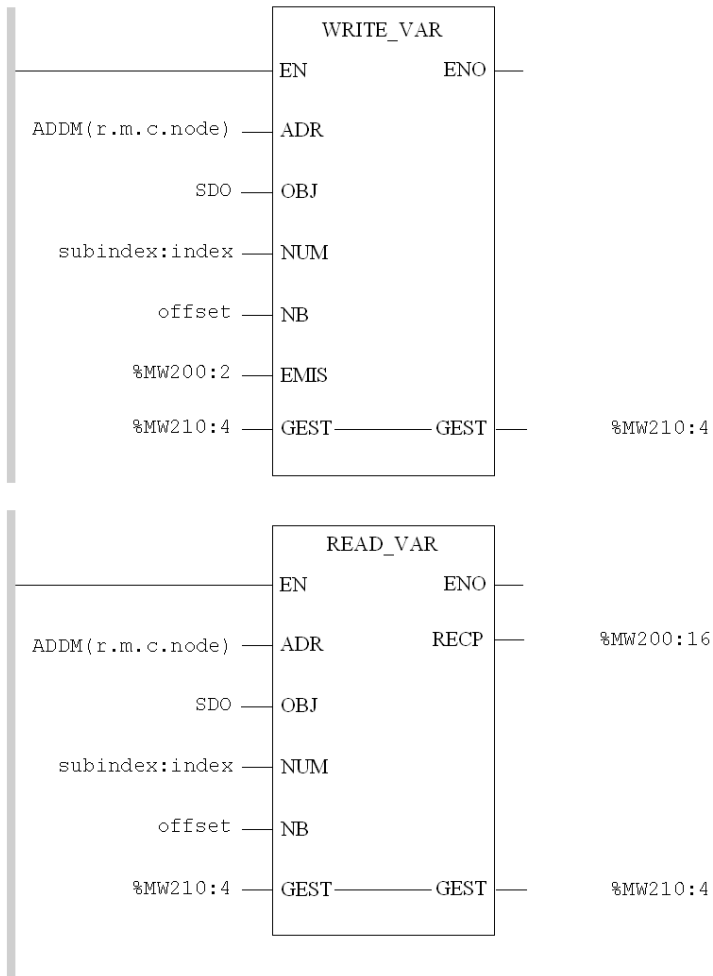 WRITE_VAR
EN ENO
ADDM(r.m.c.node) ADR
SDO OBJ
subindex:index NUM
offset NB
%MW200:2 EMIS
%MW210:4 GEST GEST %MW210:4
READ_VAR
EN ENO
ADDM(r.m.c.node) ADR RECP %MW200:16
SDO OBJ
subindex:index NUM
offset NB
%MW210:4 GEST GEST %MW210:4